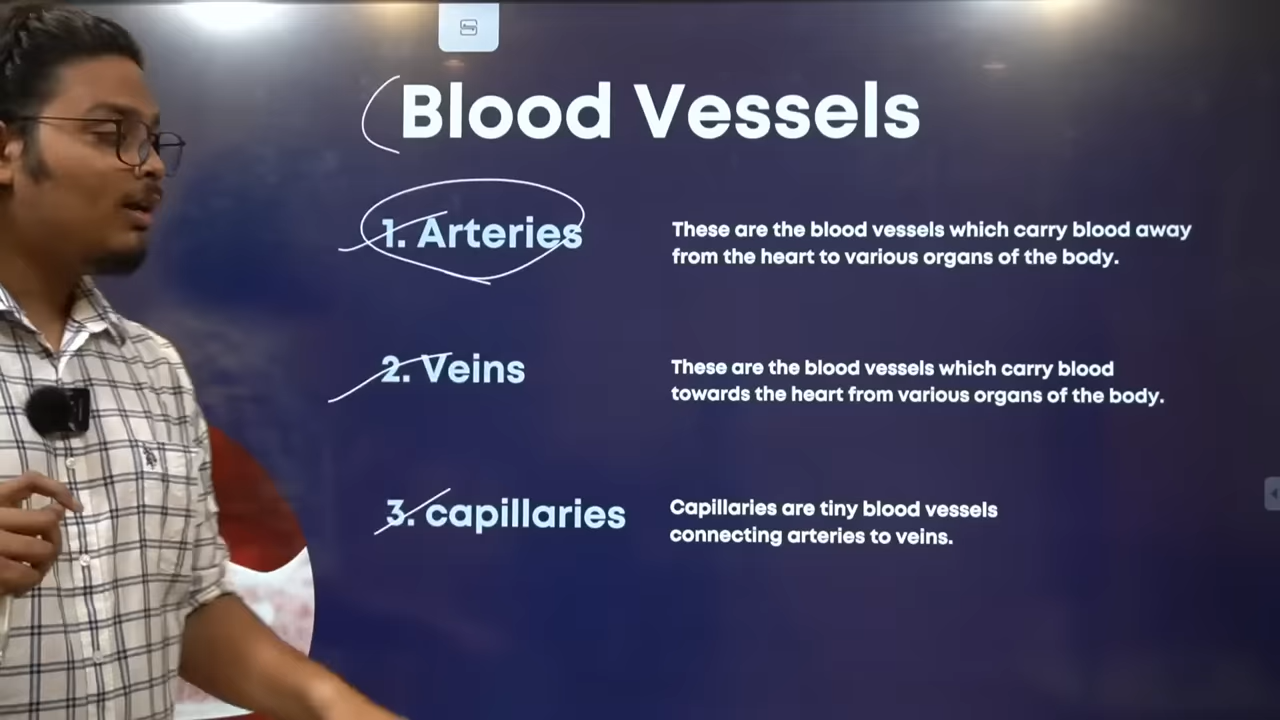 Blood Vessels
1. Arteries
These are the blood vessels which carry blood away
from the heart to various organs of the body.
2. Veins
These are the blood vessels which carry blood
towards the heart from various organs of the body.
3. capillaries
Capillaries are tiny blood vessels
connecting arteries to veins.